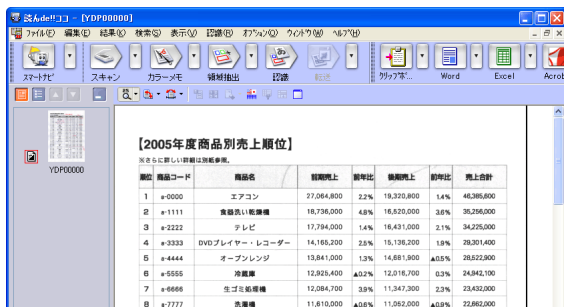 読んde!!ココ - [YDP00000]
ファイル(F) 編集(E) 結果(K) 検索(S) 表示(V) 認識(R) オプション(O) ウィンドウ(W) ヘルプ(H)
スマートナビ スキャン カラーメモ 領域抽出 認識 転送 クリップボ... Word Excel Acrob
YDP00000
【2005年度商品別売上順位】
※さらに詳しい詳細は別紙参照。
順位 商品コード 商品名 前期売上 前年比 後期売上 前年比 売上合計
1 a-0000 エアコン 27,064,800 2.2% 19,320,800 1.4% 46,385,600
2 a-1111 食器洗い乾燥機 18,736,000 4.8% 16,520,000 3.6% 35,256,000
3 a-2222 テレビ 17,794,000 1.4% 16,431,000 2.1% 34,225,000
4 a-3333 DVDプレイヤー・レコーダー 14,165,200 2.5% 15,136,200 1.9% 29,301,400
5 a-4444 オーブンレンジ 13,841,000 1.3% 14,681,900 ▲0.5% 28,522,900
6 a-5555 冷蔵庫 12,925,400 ▲0.2% 12,016,700 0.3% 24,942,100
7 a-6666 生ゴミ処理機 12,084,700 3.9% 11,347,300 2.3% 23,432,000
8 a-7777 洗濯機 11,610,000 ▲0.6% 11,052,000 ▲0.9% 22,662,000